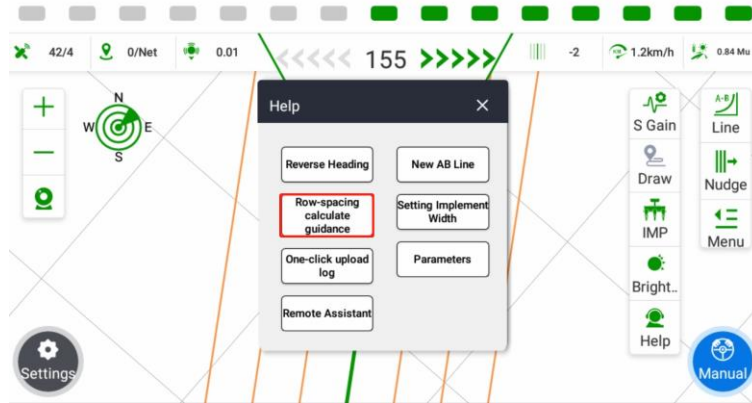 42/4
0/Net
0.01
155
-2
1.2km/h
0.84 Mu
N
W
E
S
Help
Reverse Heading
New AB Line
Row-spacing
calculate
guidance
Setting Implement
Width
One-click upload
log
Parameters
Remote Assistant
S Gain
Draw
IMP
Bright..
Help
A-B
Line
Nudge
Menu
Settings
Manual